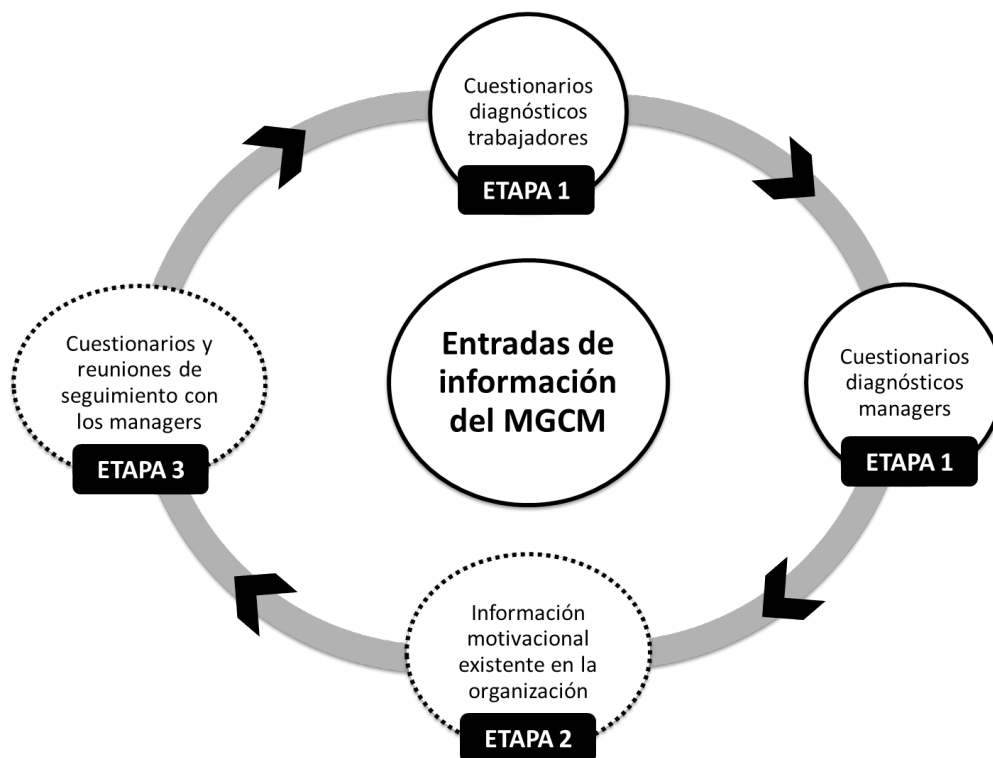 Cuestionarios
diagnósticos
trabajadores
ETAPA 1
Entradas de
información
del MGCM
Cuestionarios
diagnósticos
managers
ETAPA 1
Cuestionarios y
reuniones de
seguimiento con
los managers
ETAPA 3
Información
motivacional
existente en la
organización
ETAPA 2